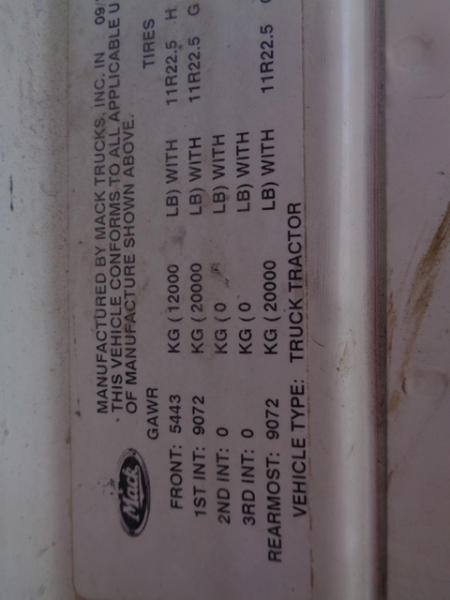 Mack
MANUFACTURED BY MACK TRUCKS, INC. IN 09/
THIS VEHICLE CONFORMS TO ALL APPLICABLE U
OF MANUFACTURE SHOWN ABOVE.
GAWR TIRES
FRONT: 5443 KG ( 12000 LB) WITH 11R22.5 H
1ST INT: 9072 KG ( 20000 LB) WITH 11R22.5 G
2ND INT: 0 KG ( 0 LB) WITH
3RD INT: 0 KG ( 0 LB) WITH
REARMOST: 9072 KG ( 20000 LB) WITH 11R22.5
VEHICLE TYPE: TRUCK TRACTOR